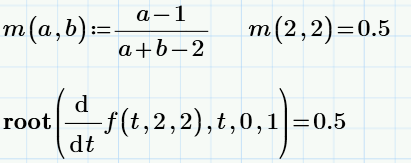 m(a,b):=(a-1)/(a+b-2) m(2,2)=0.5
root(d/dt f(t,2,2),t,0,1)=0.5